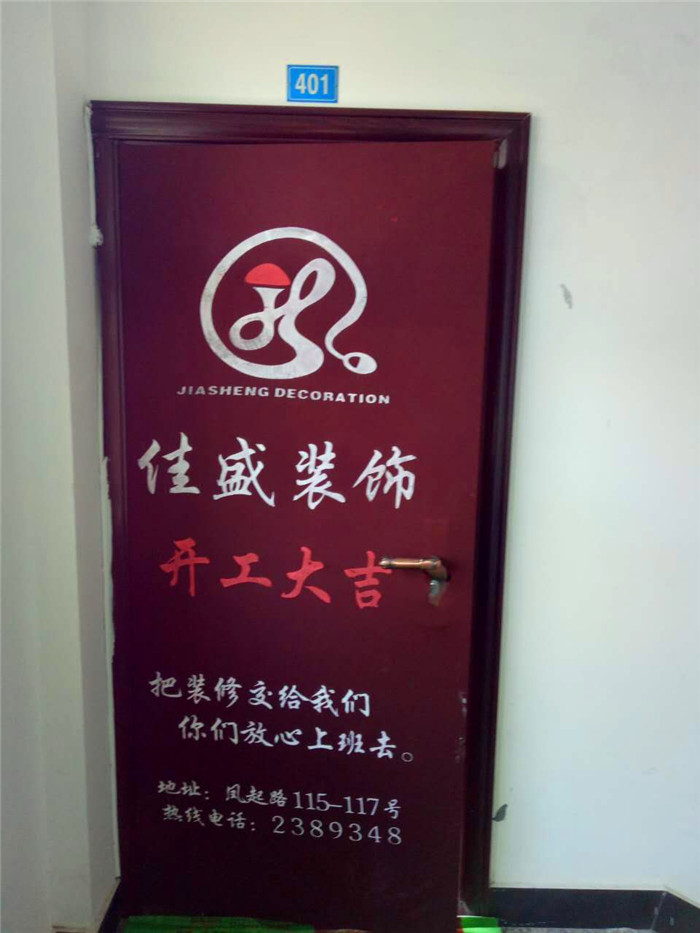 401
JIASHENG DECORATION
佳盛装饰
开工大吉
把装修交给我们
你们放心上班去。
地址：凤起路115-117号
热线电话：2389348